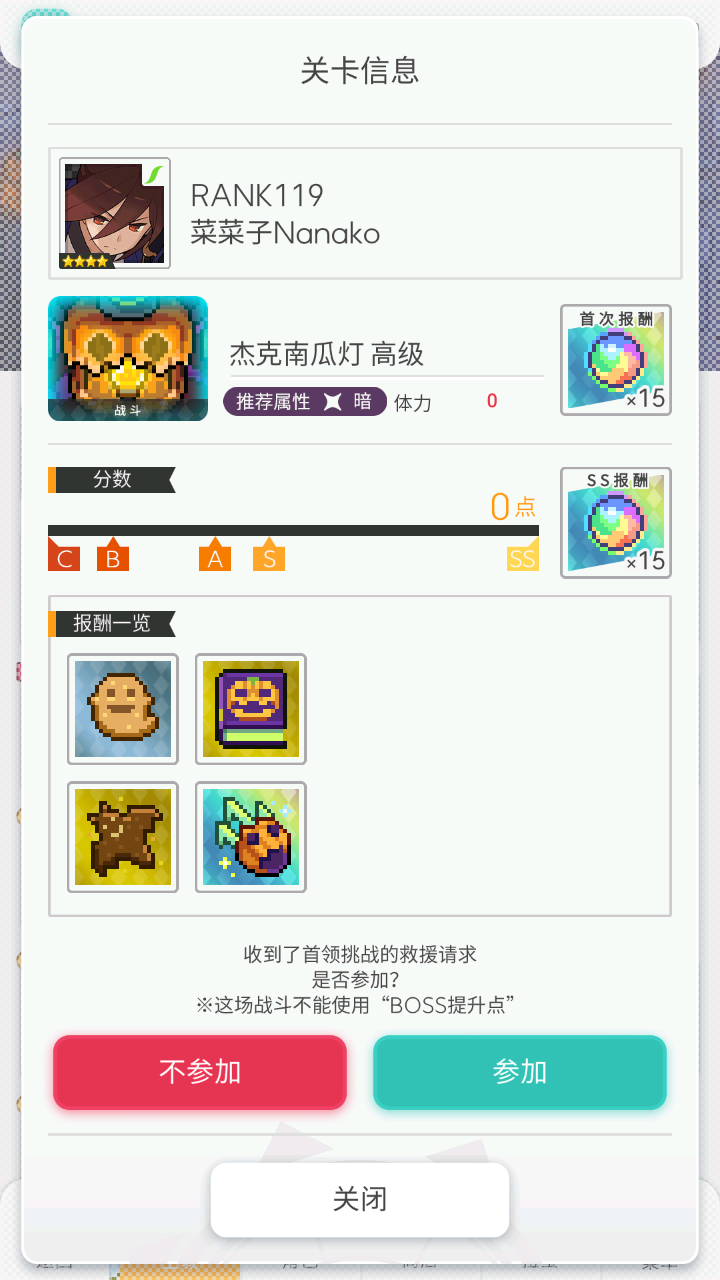 关卡信息
RANK119
菜菜子Nanako
战斗
杰克南瓜灯 高级
推荐属性 暗 体力 0
首次报酬
×15
分数
0点
C B A S SS
SS报酬
×15
报酬一览
收到了首领挑战的救援请求
是否参加?
※这场战斗不能使用“BOSS提升点”
不参加
参加
关闭